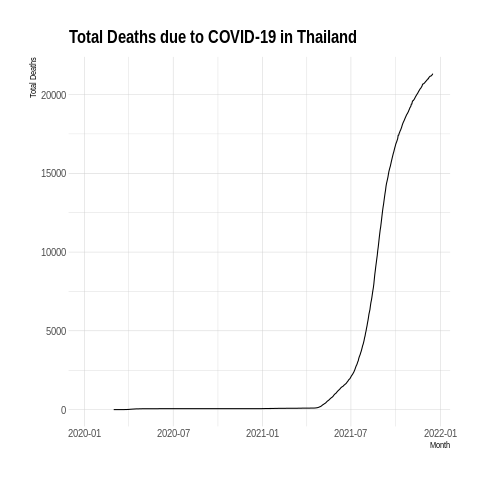 Total Deaths due to COVID-19 in Thailand
Total Deaths
20000
15000
10000
5000
0
2020-01 2020-07 2021-01 2021-07 2022-01
Month